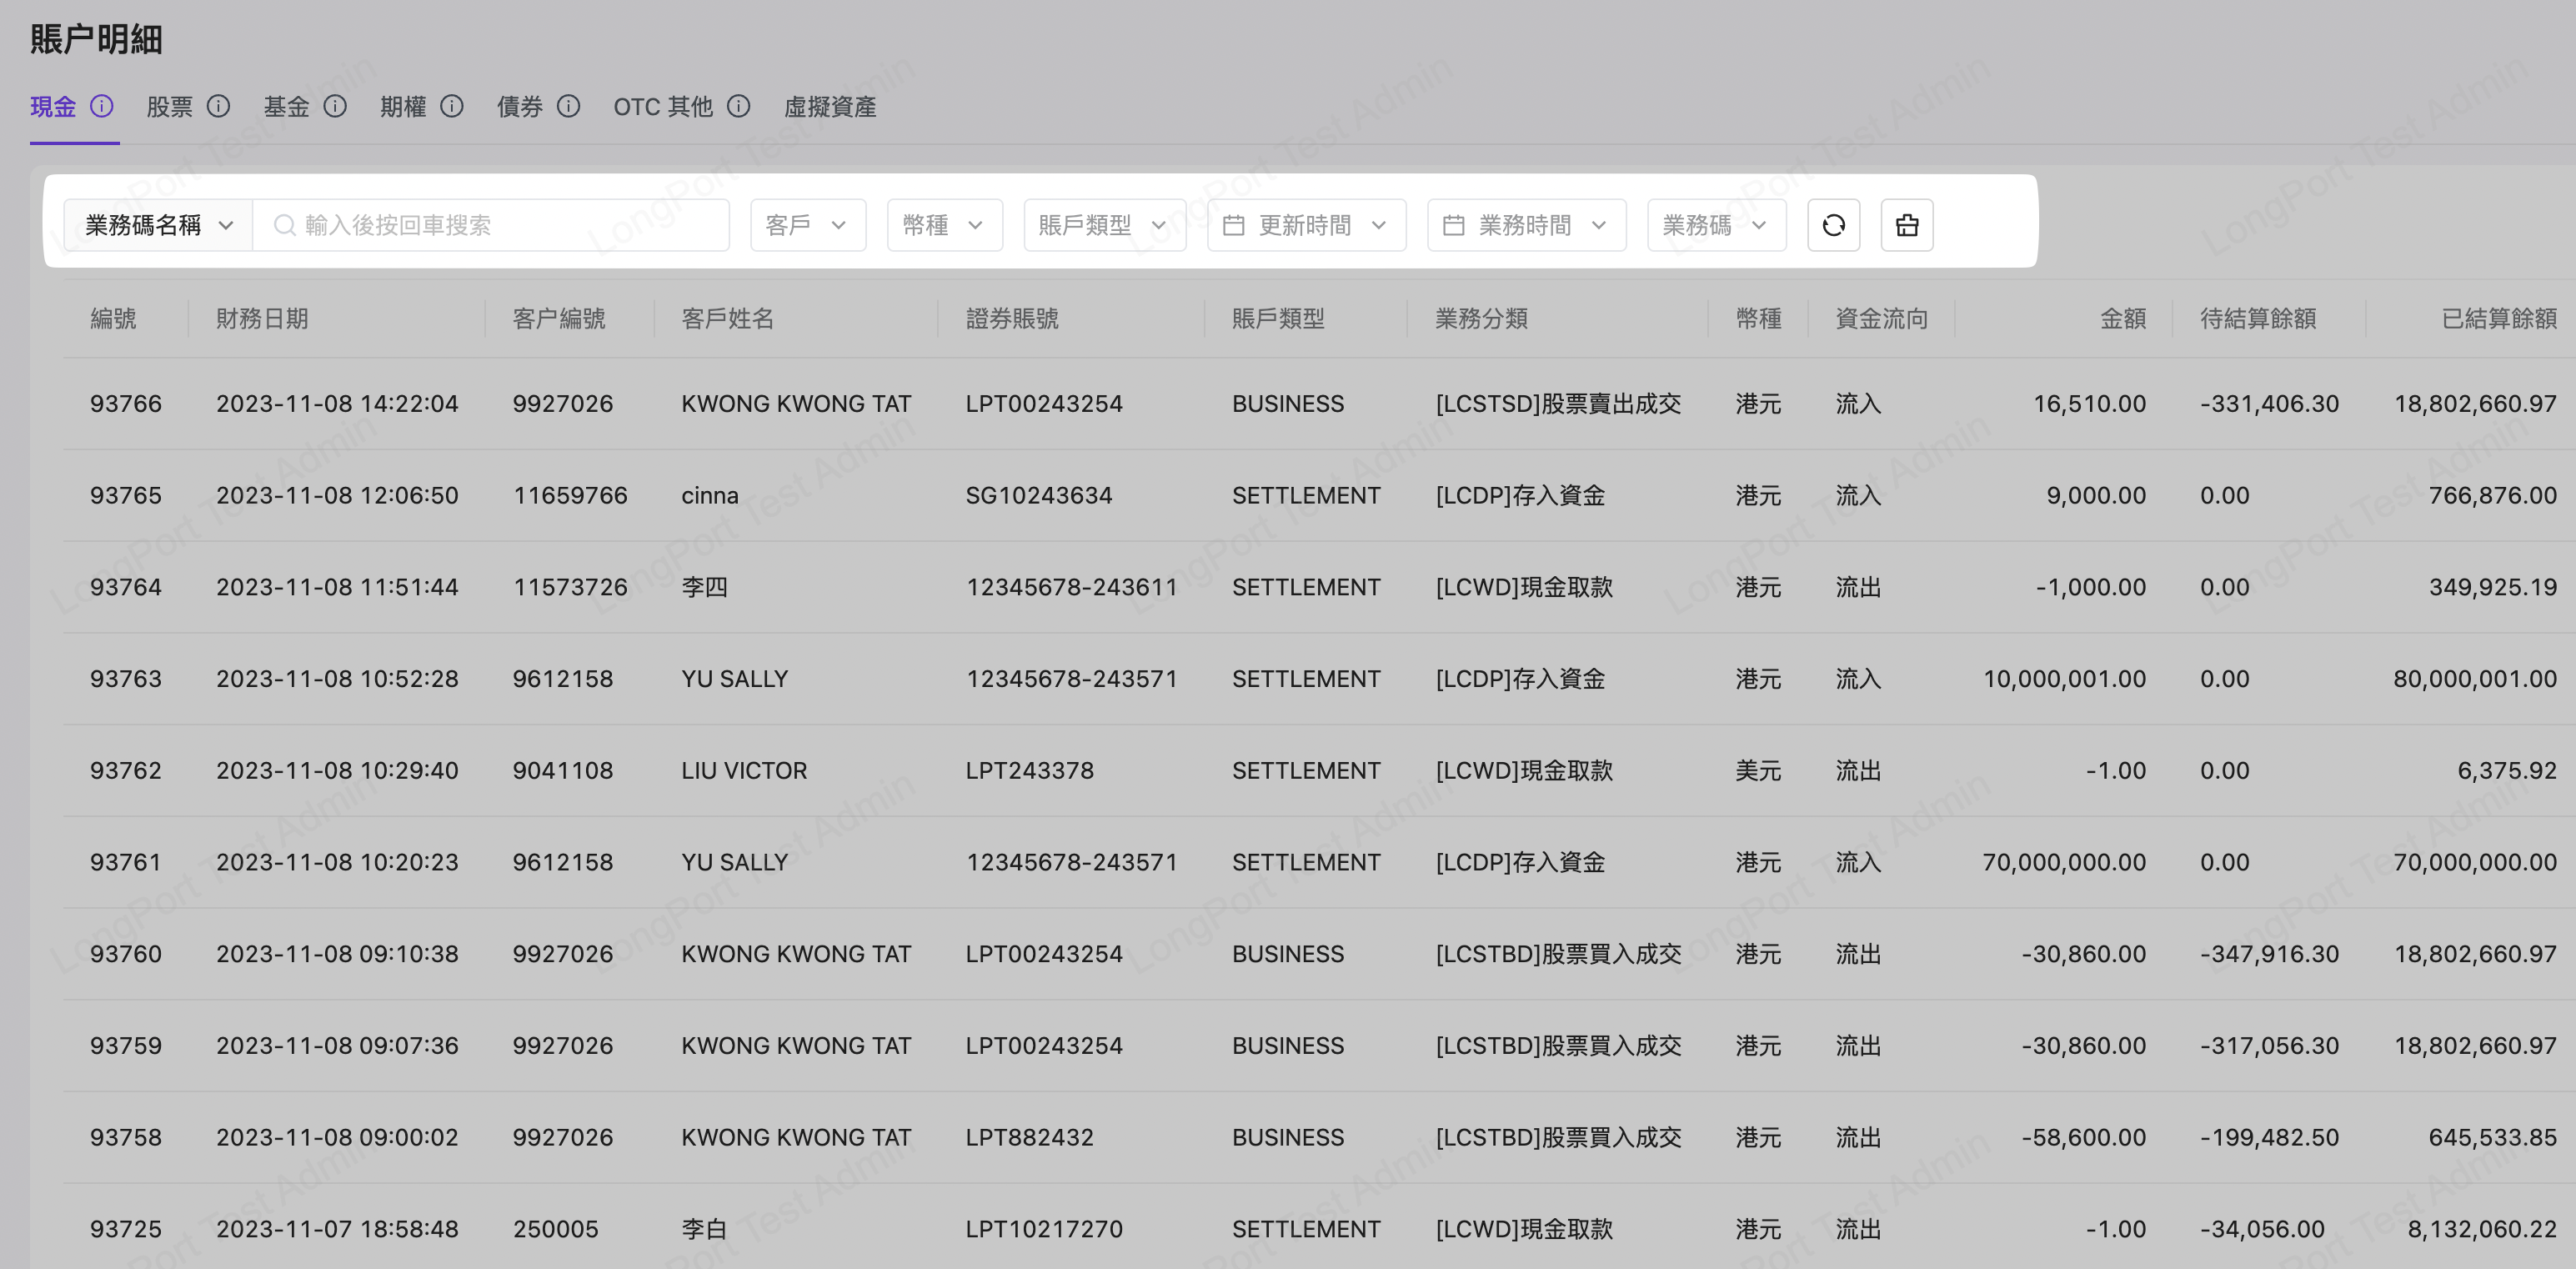 賬户明細
現金 股票 基金 期權 債券 OTC 其他 虛擬資產
業務碼名稱 輸入後按回車搜索 客戶 幣種 賬戶類型 更新時間 業務時間 業務碼
編號 財務日期 客户編號 客戶姓名 證券賬號 賬戶類型 業務分類 幣種 資金流向 金額 待結算餘額 已結算餘額
93766 2023-11-08 14:22:04 9927026 KWONG KWONG TAT LPT00243254 BUSINESS [LCSTSD]股票賣出成交 港元 流入 16,510.00 -331,406.30 18,802,660.97
93765 2023-11-08 12:06:50 11659766 cinna SG10243634 SETTLEMENT [LCDP]存入資金 港元 流入 9,000.00 0.00 766,876.00
93764 2023-11-08 11:51:44 11573726 李四 12345678-243611 SETTLEMENT [LCWD]現金取款 港元 流出 -1,000.00 0.00 349,925.19
93763 2023-11-08 10:52:28 9612158 YU SALLY 12345678-243571 SETTLEMENT [LCDP]存入資金 港元 流入 10,000,001.00 0.00 80,000,001.00
93762 2023-11-08 10:29:40 9041108 LIU VICTOR LPT243378 SETTLEMENT [LCWD]現金取款 美元 流出 -1.00 0.00 6,375.92
93761 2023-11-08 10:20:23 9612158 YU SALLY 12345678-243571 SETTLEMENT [LCDP]存入資金 港元 流入 70,000,000.00 0.00 70,000,000.00
93760 2023-11-08 09:10:38 9927026 KWONG KWONG TAT LPT00243254 BUSINESS [LCSTBD]股票買入成交 港元 流出 -30,860.00 -347,916.30 18,802,660.97
93759 2023-11-08 09:07:36 9927026 KWONG KWONG TAT LPT00243254 BUSINESS [LCSTBD]股票買入成交 港元 流出 -30,860.00 -317,056.30 18,802,660.97
93758 2023-11-08 09:00:02 9927026 KWONG KWONG TAT LPT882432 BUSINESS [LCSTBD]股票買入成交 港元 流出 -58,600.00 -199,482.50 645,533.85
93725 2023-11-07 18:58:48 250005 李白 LPT10217270 SETTLEMENT [LCWD]現金取款 港元 流出 -1.00 -34,056.00 8,132,060.22
LongPort Test Admin